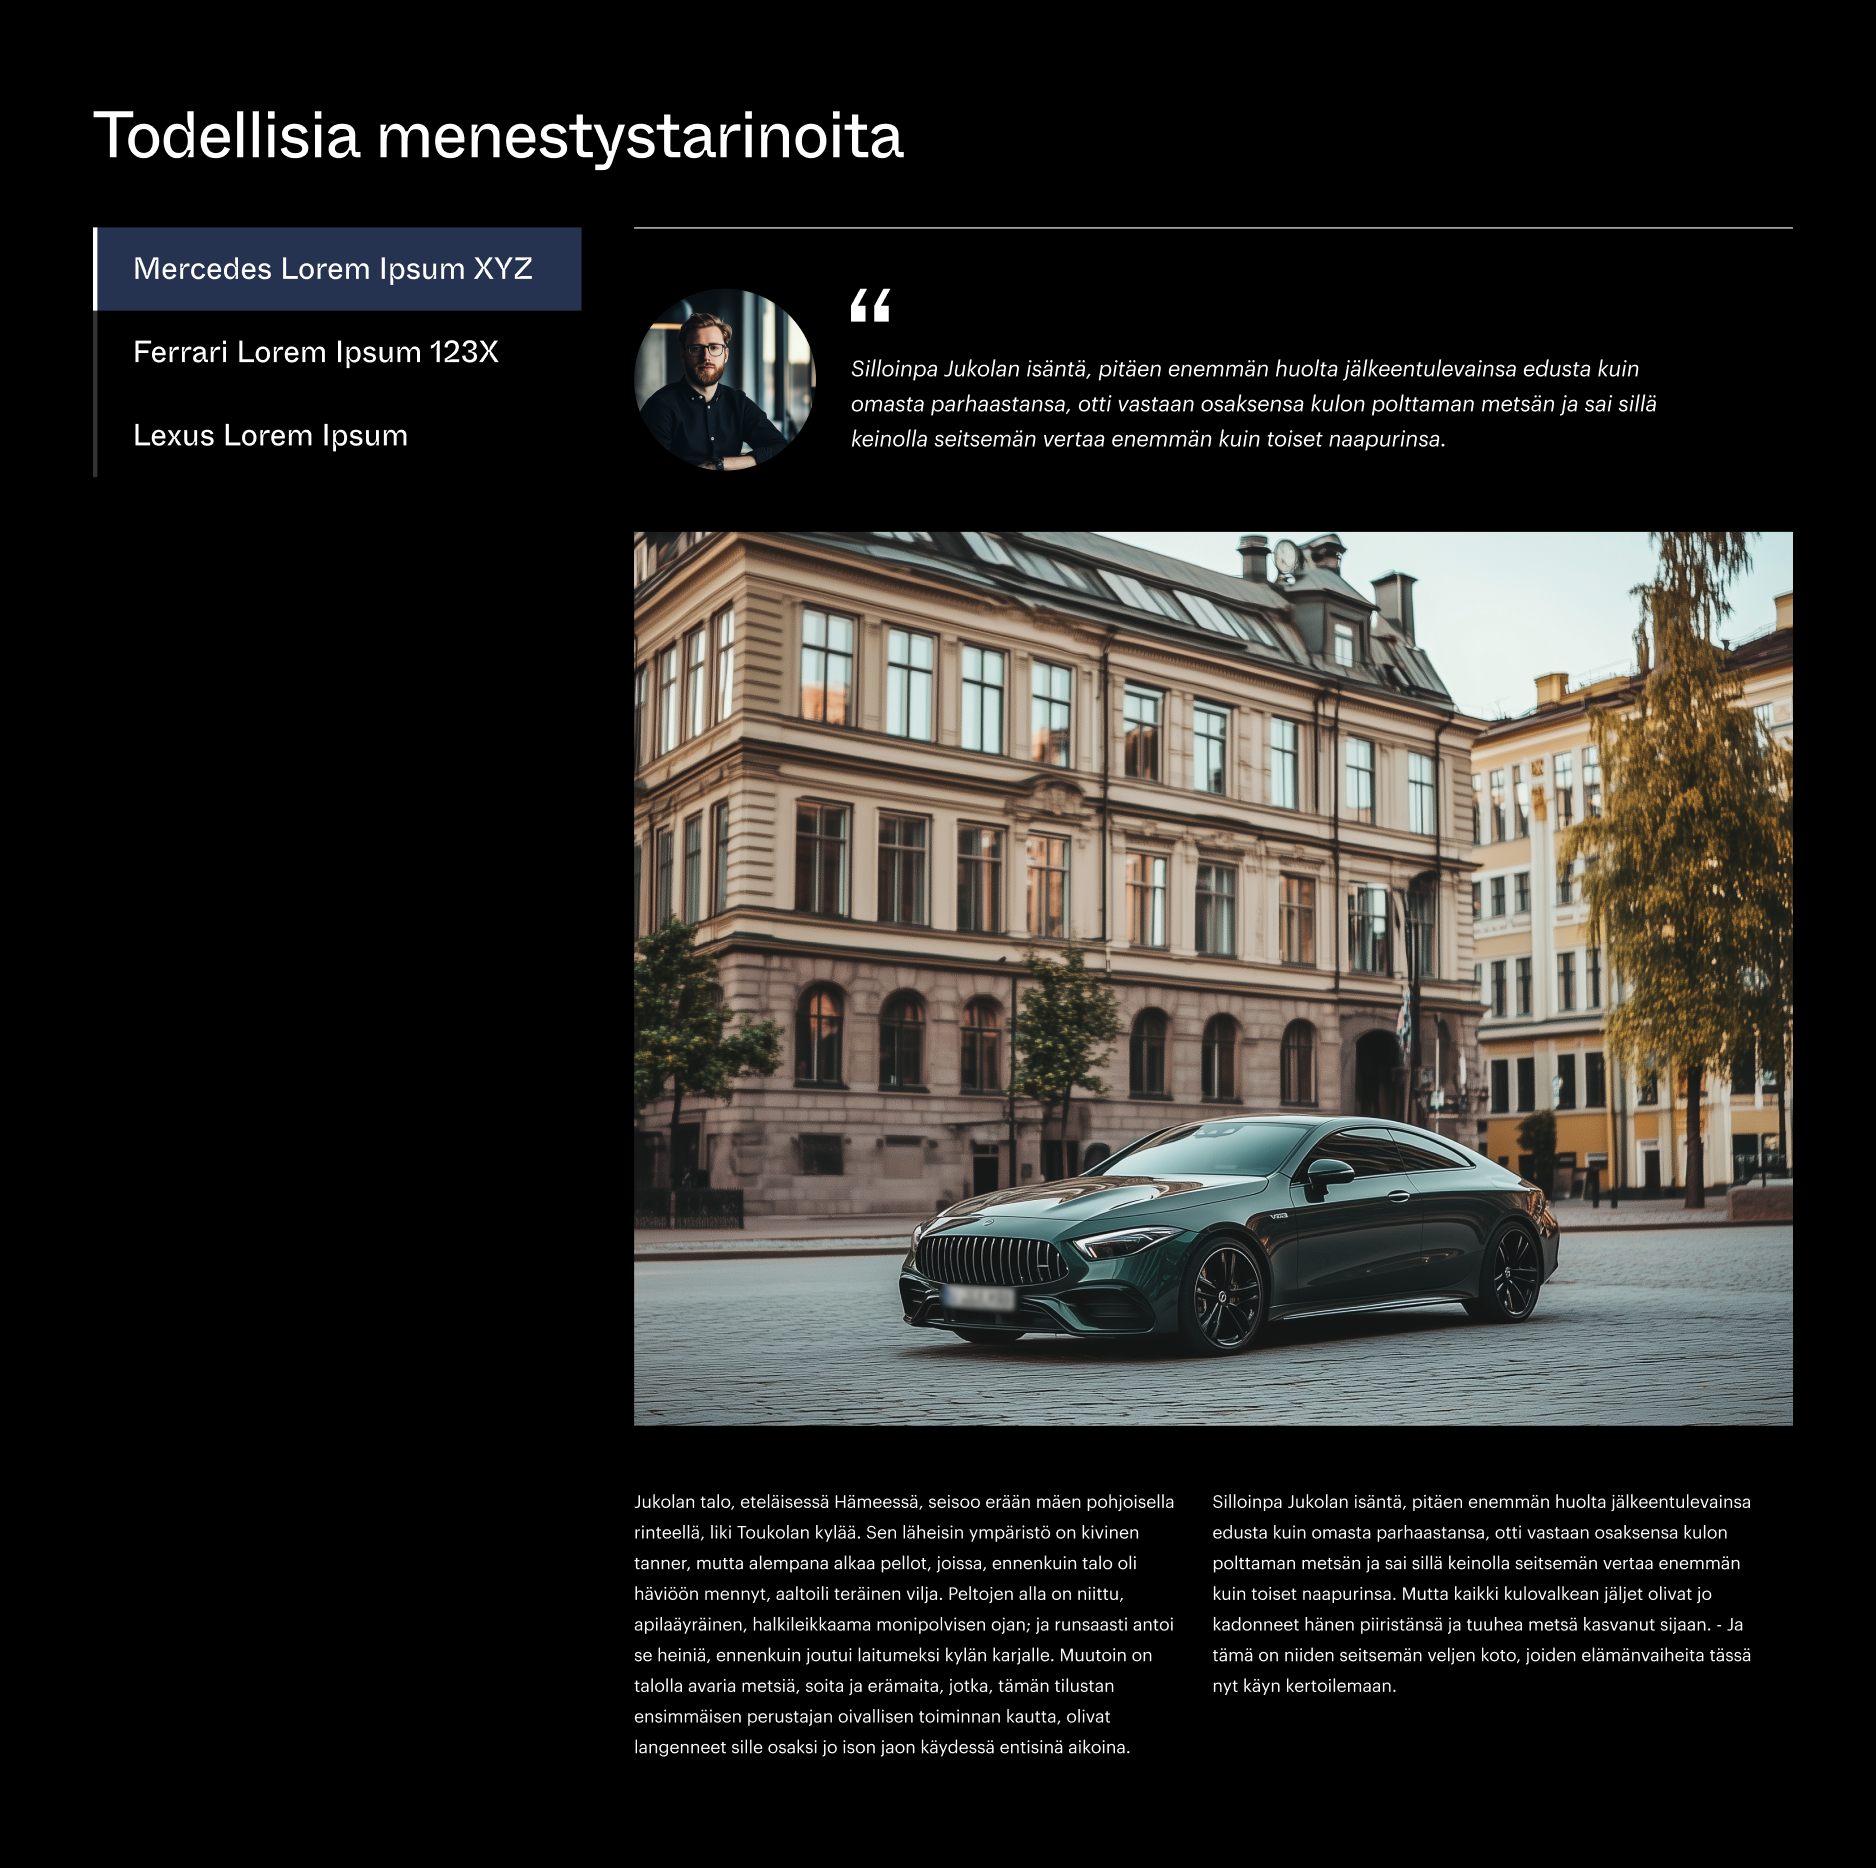 Todellisia menestystarinoita
Mercedes Lorem Ipsum XYZ
Ferrari Lorem Ipsum 123X
Lexus Lorem Ipsum
“
Silloinpa Jukolan isäntä, pitäen enemmän huolta jälkeentulevainsa edusta kuin
omasta parhaastansa, otti vastaan osaksensa kulon polttaman metsän ja sai sillä
keinolla seitsemän vertaa enemmän kuin toiset naapurinsa.
Jukolan talo, eteläisessä Hämeessä, seisoo erään mäen pohjoisella
rinteellä, liki Toukolan kylää. Sen läheisin ympäristö on kivinen
tanner, mutta alempana alkaa pellot, joissa, ennenkuin talo oli
häviöön mennyt, aaltoili teräinen vilja. Peltojen alla on niittu,
apilaäyräinen, halkileikkaama monipolvisen ojan; ja runsaasti antoi
se heiniä, ennenkuin joutui laitumeksi kylän karjalle. Muutoin on
talolla avaria metsiä, soita ja erämaita, jotka, tämän tilustan
ensimmäisen perustajan oivallisen toiminnan kautta, olivat
langenneet sille osaksi jo ison jaon käydessä entisinä aikoina.
Silloinpa Jukolan isäntä, pitäen enemmän huolta jälkeentulevainsa
edusta kuin omasta parhaastansa, otti vastaan osaksensa kulon
polttaman metsän ja sai sillä keinolla seitsemän vertaa enemmän
kuin toiset naapurinsa. Mutta kaikki kulovalkean jäljet olivat jo
kadonneet hänen piiristänsä ja tuuhea metsä kasvanut sijaan. - Ja
tämä on niiden seitsemän veljen koto, joiden elämänvaiheita tässä
nyt käyn kertoilemaan.